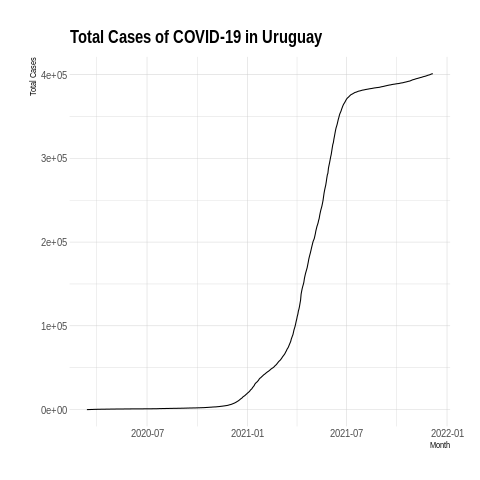 Total Cases of COVID-19 in Uruguay
Total Cases
4e+05
3e+05
2e+05
1e+05
0e+00
2020-07 2021-01 2021-07 2022-01
Month